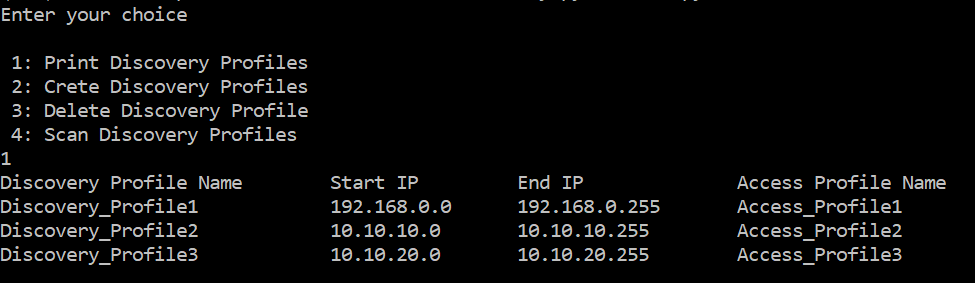 Enter your choice
1: Print Discovery Profiles
2: Crete Discovery Profiles
3: Delete Discovery Profile
4: Scan Discovery Profiles
1
Discovery Profile Name Start IP End IP Access Profile Name
Discovery_Profile1 192.168.0.0 192.168.0.255 Access_Profile1
Discovery_Profile2 10.10.10.0 10.10.10.255 Access_Profile2
Discovery_Profile3 10.10.20.0 10.10.20.255 Access_Profile3